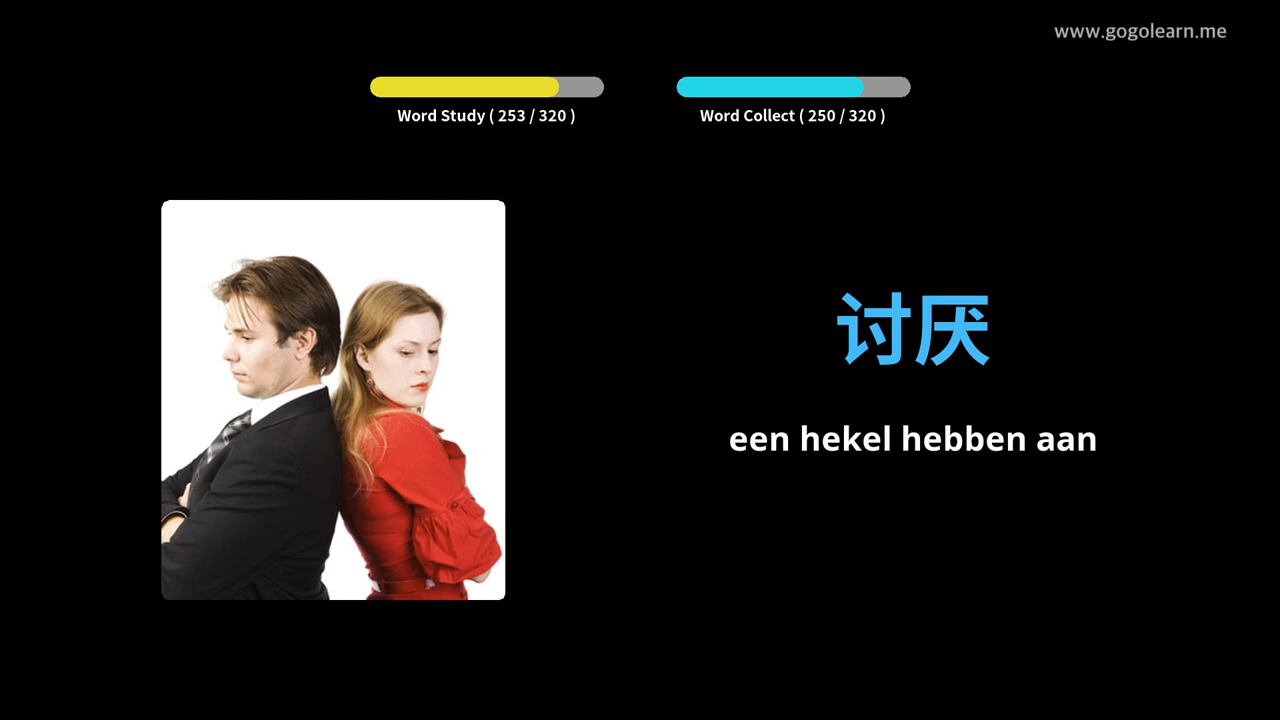 www.gogolearn.me
Word Study ( 253 / 320 )
Word Collect ( 250 / 320 )
讨厌
een hekel hebben aan